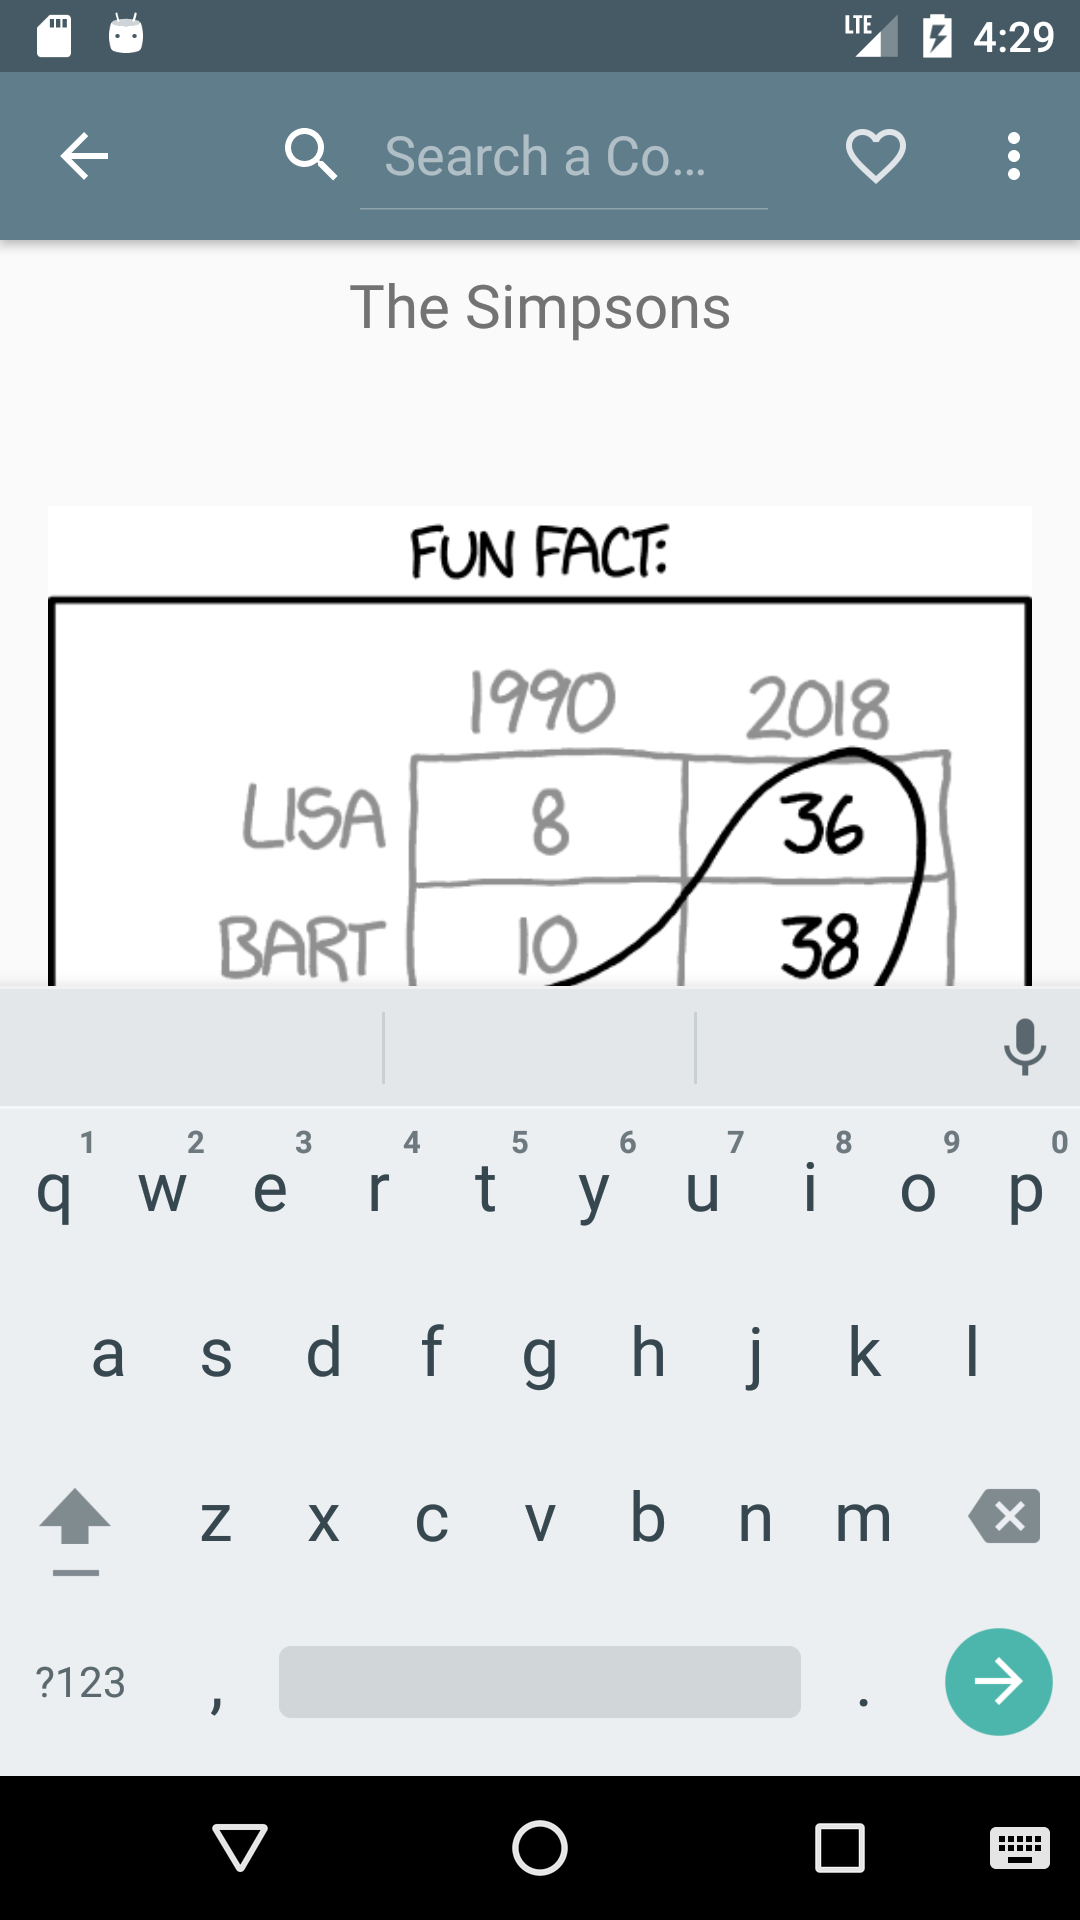 LTE 4:29
Search a Co...
The Simpsons
FUN FACT:
1990 2018
LISA 8 36
BART 10 38
1 2 3 4 5 6 7 8 9 0
q w e r t y u i o p
a s d f g h j k l
z x c v b n m
?123 , .